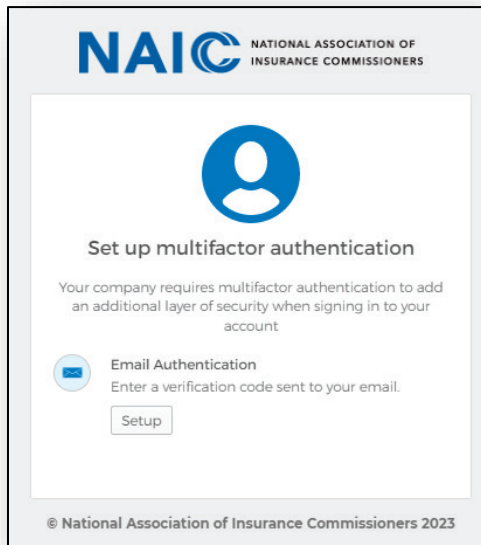 NAIC NATIONAL ASSOCIATION OF
INSURANCE COMMISSIONERS
Set up multifactor authentication
Your company requires multifactor authentication to add
an additional layer of security when signing in to your
account
Email Authentication
Enter a verification code sent to your email.
Setup
© National Association of Insurance Commissioners 2023